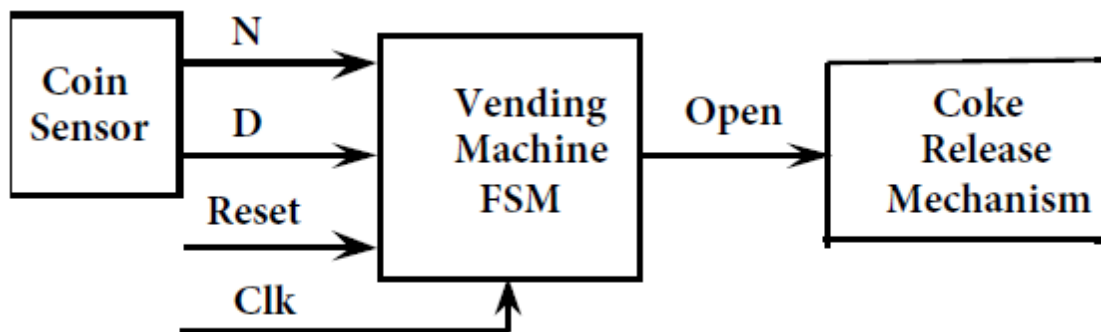 N
Coin
Sensor
D
Reset
Clk
Vending
Machine
FSM
Open
Coke
Release
Mechanism